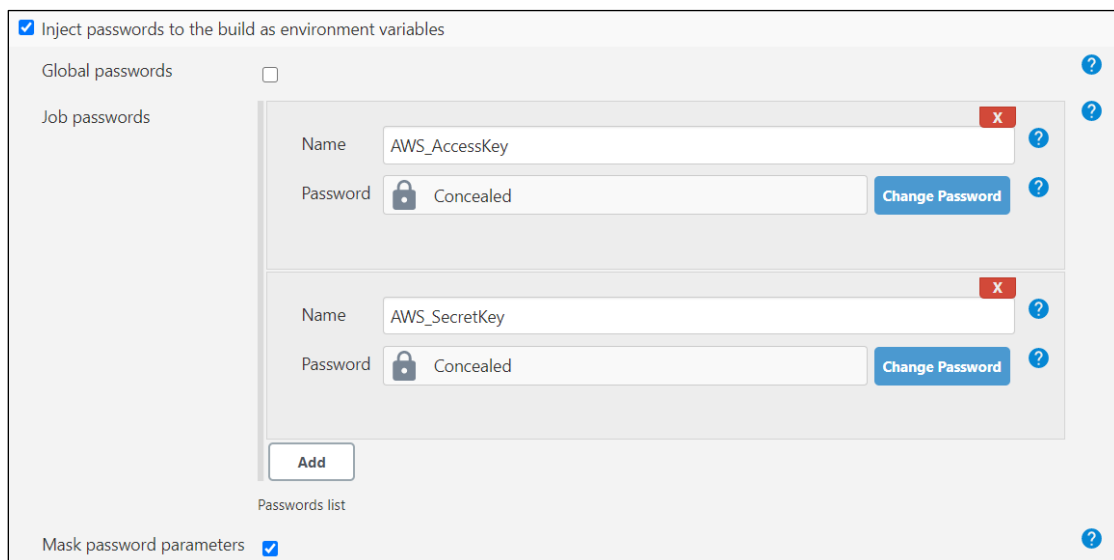 Inject passwords to the build as environment variables
Global passwords
?
Job passwords
X
?
Name
AWS_AccessKey
?
Password
Concealed
Change Password
?
X
Name
AWS_SecretKey
?
Password
Concealed
Change Password
?
Add
Passwords list
Mask password parameters
?